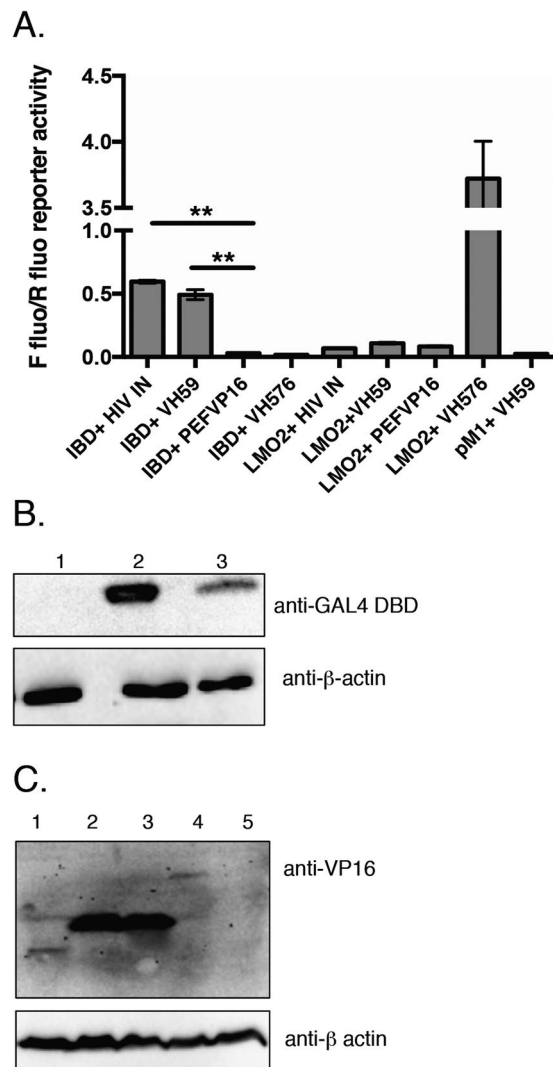 A.
F fluo/R fluo reporter activity
4.5
4.0
3.5
1.0
0.5
0.0
**
**
IBD+ HIV IN
IBD+ VH59
IBD+ PEFVP16
IBD+ VH576
LMO2+ HIV IN
LMO2+VH59
LMO2+ PEFVP16
LMO2+ VH576
pM1+ VH59
B.
1 2 3
anti-GAL4 DBD
anti-β-actin
C.
1 2 3 4 5
anti-VP16
anti-β actin